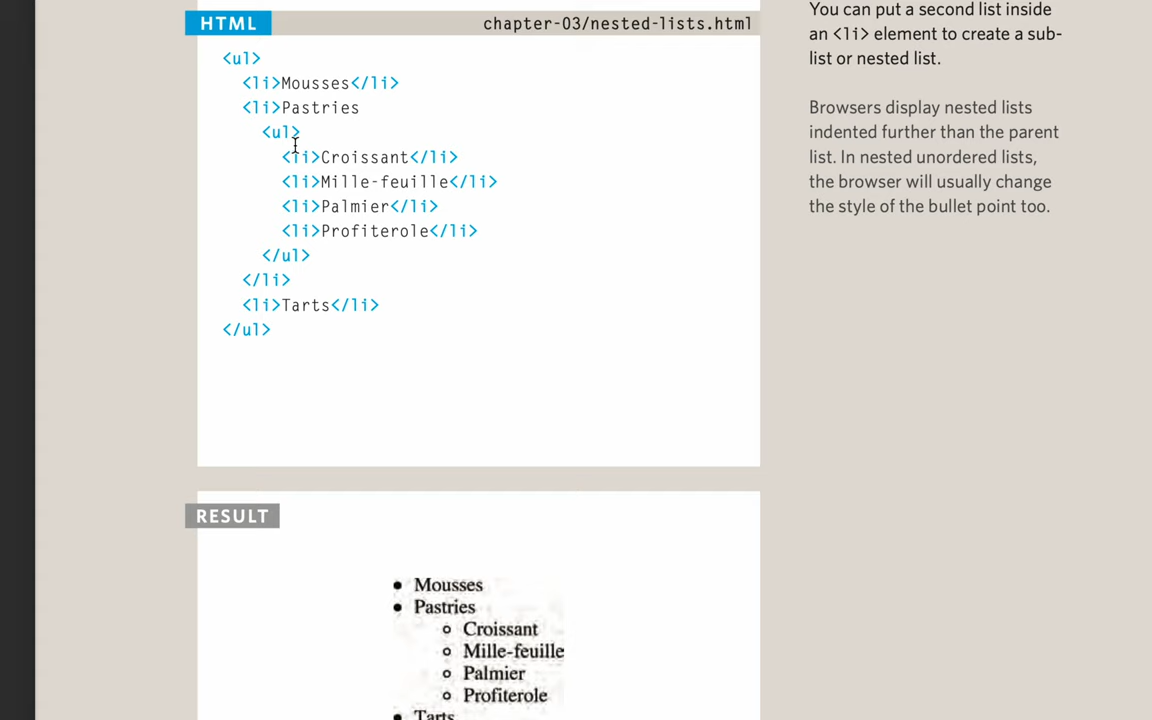 HTML
chapter-03/nested-lists.html
<ul>
<li>Mousses</li>
<li>Pastries
<ul>
<li>Croissant</li>
<li>Mille-feuille</li>
<li>Palmier</li>
<li>Profiterole</li>
</ul>
</li>
<li>Tarts</li>
</ul>
RESULT
Mousses
Pastries
Croissant
Mille-feuille
Palmier
Profiterole
Tarts
You can put a second list inside
an <li> element to create a sub-
list or nested list.
Browsers display nested lists
indented further than the parent
list. In nested unordered lists,
the browser will usually change
the style of the bullet point too.